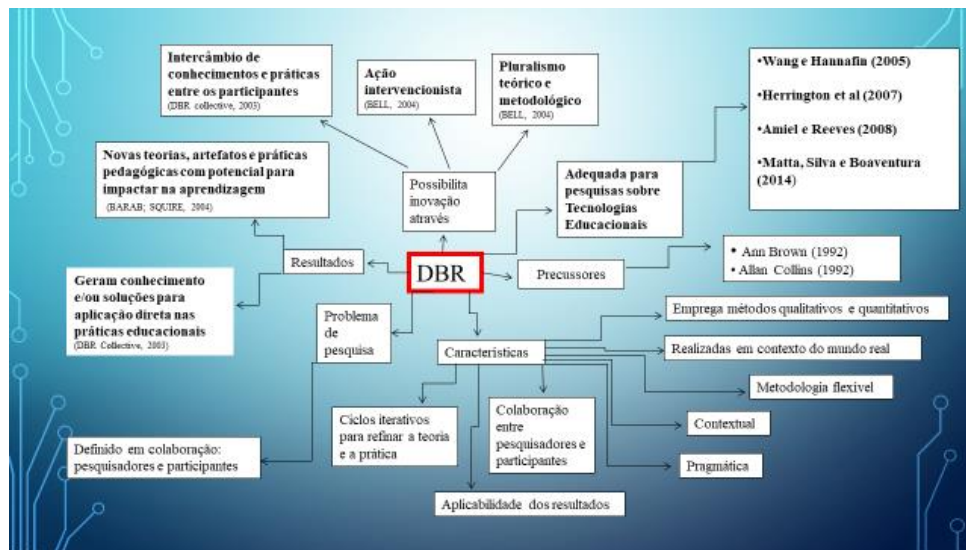 Intercâmbio de
conhecimentos e práticas
entre os participantes
(DBR collective, 2003)
Ação
intervencionista
(BELL, 2004)
Pluralismo
teórico e
metodológico
(BELL, 2004)
•Wang e Hannafin (2005)
•Herrington et al (2007)
•Amiel e Reeves (2008)
•Matta, Silva e Boaventura
(2014)
Novas teorias, artefatos e práticas
pedagógicas com potencial para
impactar na aprendizagem
(BARAB; SQUIRE, 2004)
Possibilita
inovação
através
Adequada para
pesquisas sobre
Tecnologias
Educacionais
Resultados
DBR
Precussores
• Ann Brown (1992)
• Allan Collins (1992)
Geram conhecimento
e/ou soluções para
aplicação direta nas
práticas educacionais
(DBR Collective, 2003)
Problema
de
pesquisa
Características
Emprega métodos qualitativos e quantitativos
Realizadas em contexto do mundo real
Metodologia flexível
Contextual
Pragmática
Ciclos iterativos
para refinar a teoria
e a prática
Colaboração
entre
pesquisadores e
participantes
Definido em colaboração:
pesquisadores e participantes
Aplicabilidade dos resultados